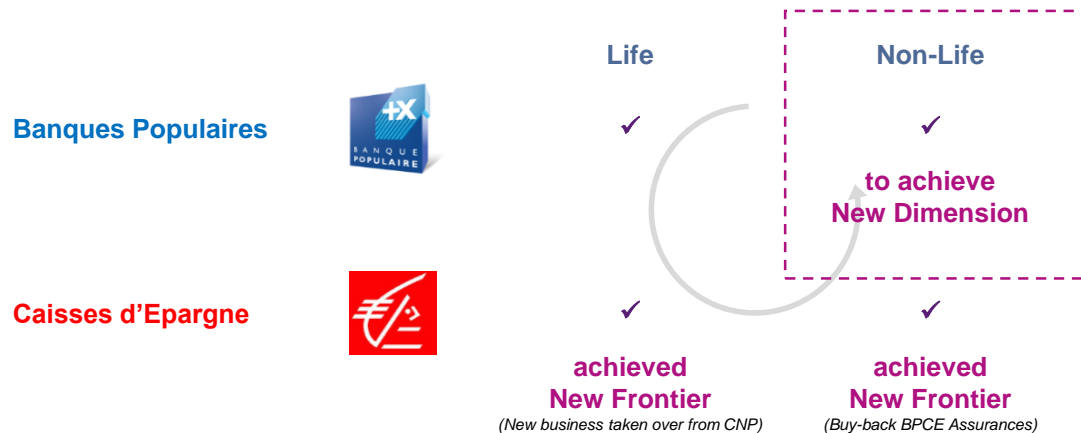 Life Non-Life
Banques Populaires
+X
BANQUE
POPULAIRE
✓ ✓
to achieve
New Dimension
Caisses d’Epargne
✓ ✓
achieved achieved
New Frontier New Frontier
(New business taken over from CNP) (Buy-back BPCE Assurances)